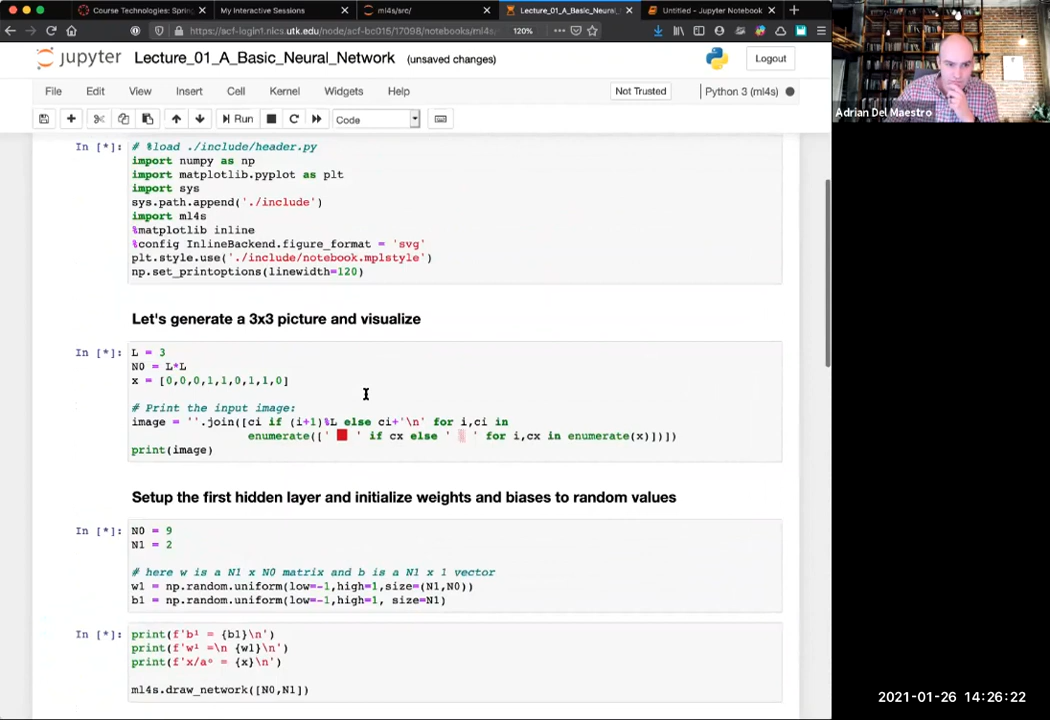 Course Technologies: Sprin
My Interactive Sessions
ml4s/src/
Lecture_01_A_Basic_Neural_
Untitled - Jupyter Notebook
https://acf-login1.nics.utk.edu/node/acf-bc015/17098/notebooks/ml4s
120%
jupyter
Lecture_01_A_Basic_Neural_Network (unsaved changes)
Logout
File Edit View Insert Cell Kernel Widgets Help
Not Trusted
Python 3 (ml4s)
Run
Code
Adrian Del Maestro
In [*]: # %load ./include/header.py
import numpy as np
import matplotlib.pyplot as plt
import sys
sys.path.append('./include')
import ml4s
%matplotlib inline
%config InlineBackend.figure_format = 'svg'
plt.style.use('./include/notebook.mplstyle')
np.set_printoptions(linewidth=120)
Let's generate a 3x3 picture and visualize
In [*]: L = 3
N0 = L*L
x = [0,0,0,1,1,0,1,1,0]
# Print the input image:
image = ''.join([ci if (i+1)%L else ci+'\n' for i,ci in
enumerate([' 🟥 ' if cx else ' ░ ' for i,cx in enumerate(x)])])
print(image)
Setup the first hidden layer and initialize weights and biases to random values
In [*]: N0 = 9
N1 = 2
# here w is a N1 x N0 matrix and b is a N1 x 1 vector
w1 = np.random.uniform(low=-1,high=1,size=(N1,N0))
b1 = np.random.uniform(low=-1,high=1, size=N1)
In [*]: print(f'b¹ = {b1}\n')
print(f'w¹ =\n {w1}\n')
print(f'x/a⁰ = {x}\n')
ml4s.draw_network([N0,N1])
2021-01-26 14:26:22